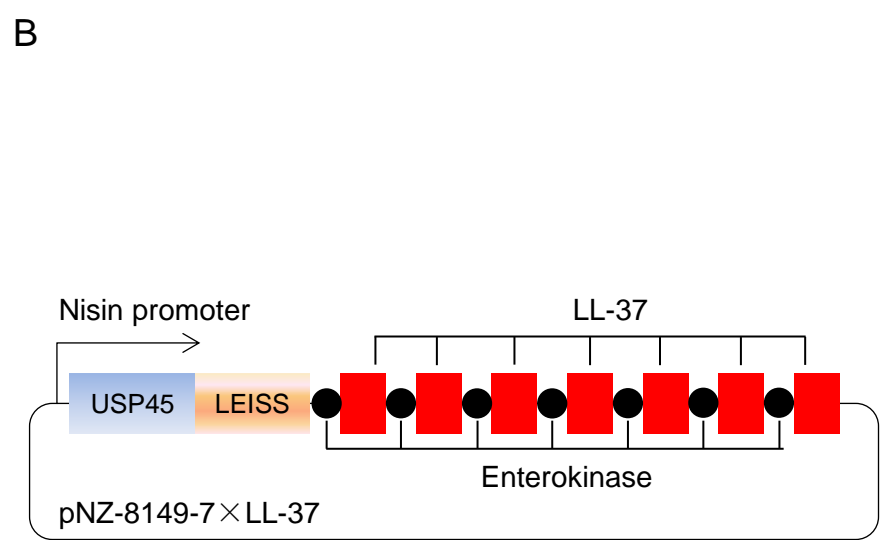 B
Nisin promoter
LL-37
USP45
LEISS
Enterokinase
pNZ-8149-7×LL-37